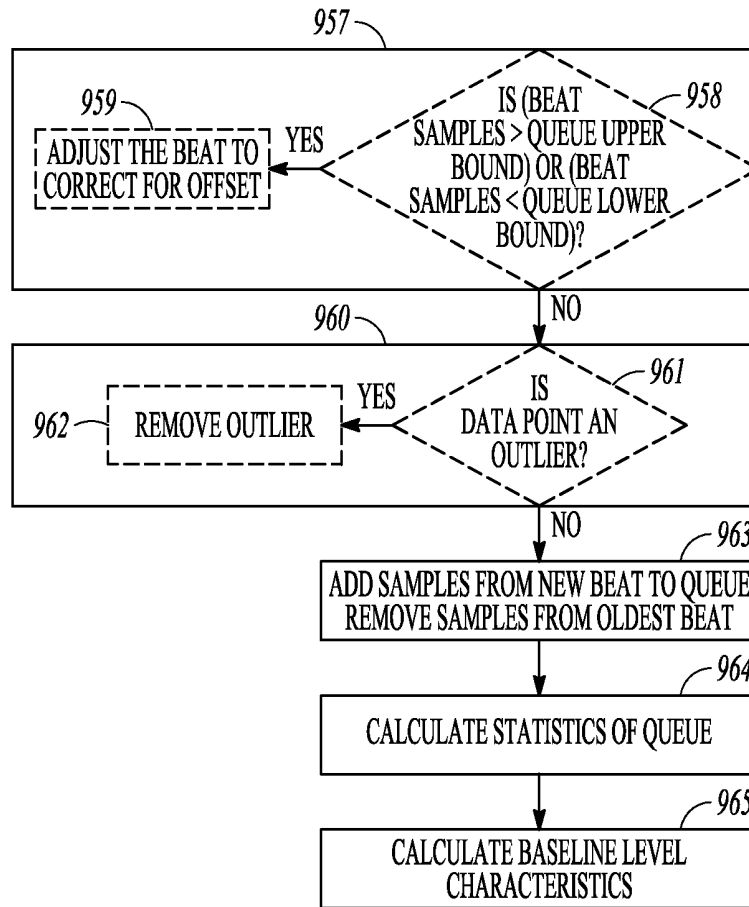 957
958
IS (BEAT
SAMPLES > QUEUE UPPER
BOUND) OR (BEAT
SAMPLES < QUEUE LOWER
BOUND)?
959
YES
ADJUST THE BEAT TO
CORRECT FOR OFFSET
NO
960
961
IS
DATA POINT AN
OUTLIER?
YES
962
REMOVE OUTLIER
NO
963
ADD SAMPLES FROM NEW BEAT TO QUEUE
REMOVE SAMPLES FROM OLDEST BEAT
964
CALCULATE STATISTICS OF QUEUE
965
CALCULATE BASELINE LEVEL
CHARACTERISTICS